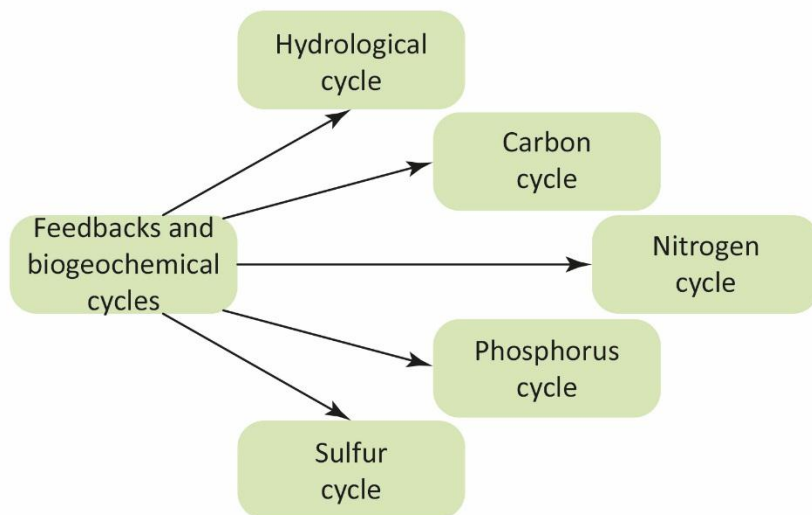 Hydrological
cycle
Carbon
cycle
Feedbacks and
biogeochemical
cycles
Nitrogen
cycle
Phosphorus
cycle
Sulfur
cycle